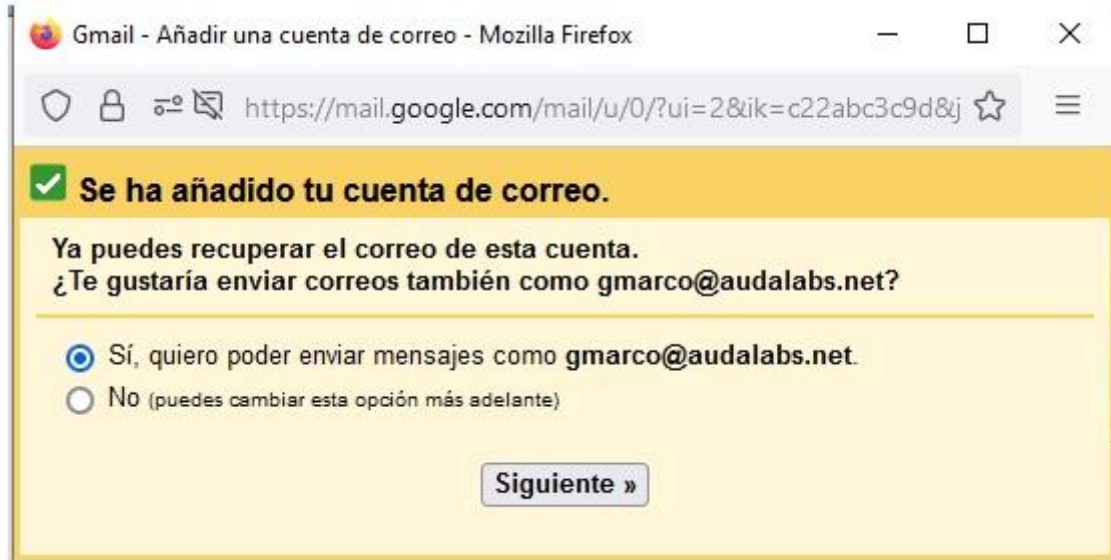 Gmail - Añadir una cuenta de correo - Mozilla Firefox
https://mail.google.com/mail/u/0/?ui=2&ik=c22abc3c9d&j
Se ha añadido tu cuenta de correo.
Ya puedes recuperar el correo de esta cuenta.
¿Te gustaría enviar correos también como gmarco@audalabs.net?
Sí, quiero poder enviar mensajes como gmarco@audalabs.net.
No (puedes cambiar esta opción más adelante)
Siguiente »